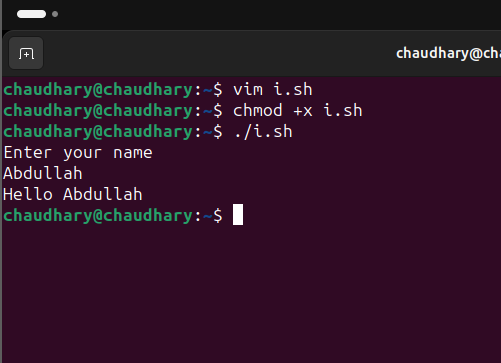 chaudhary@cha
chaudhary@chaudhary:~$ vim i.sh
chaudhary@chaudhary:~$ chmod +x i.sh
chaudhary@chaudhary:~$ ./i.sh
Enter your name
Abdullah
Hello Abdullah
chaudhary@chaudhary:~$